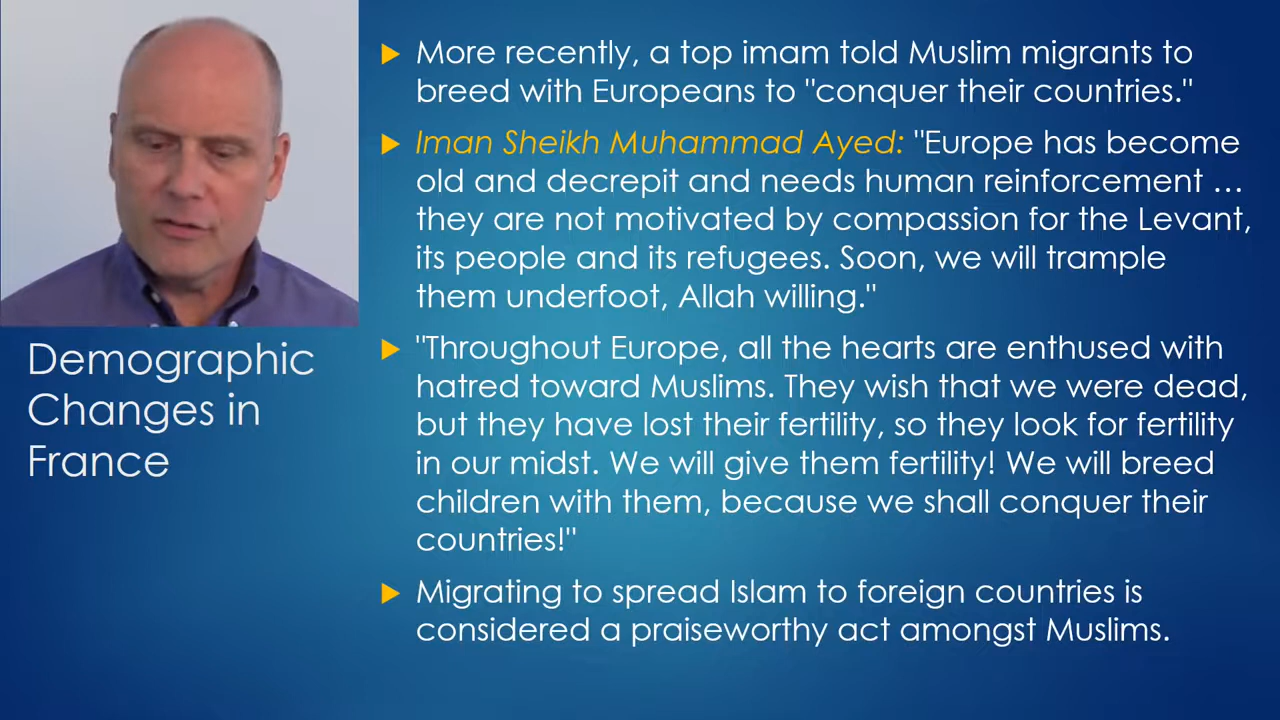 More recently, a top imam told Muslim migrants to
breed with Europeans to "conquer their countries."
Iman Sheikh Muhammad Ayed: "Europe has become
old and decrepit and needs human reinforcement …
they are not motivated by compassion for the Levant,
its people and its refugees. Soon, we will trample
them underfoot, Allah willing."
"Throughout Europe, all the hearts are enthused with
hatred toward Muslims. They wish that we were dead,
but they have lost their fertility, so they look for fertility
in our midst. We will give them fertility! We will breed
children with them, because we shall conquer their
countries!"
Migrating to spread Islam to foreign countries is
considered a praiseworthy act amongst Muslims.
Demographic
Changes in
France